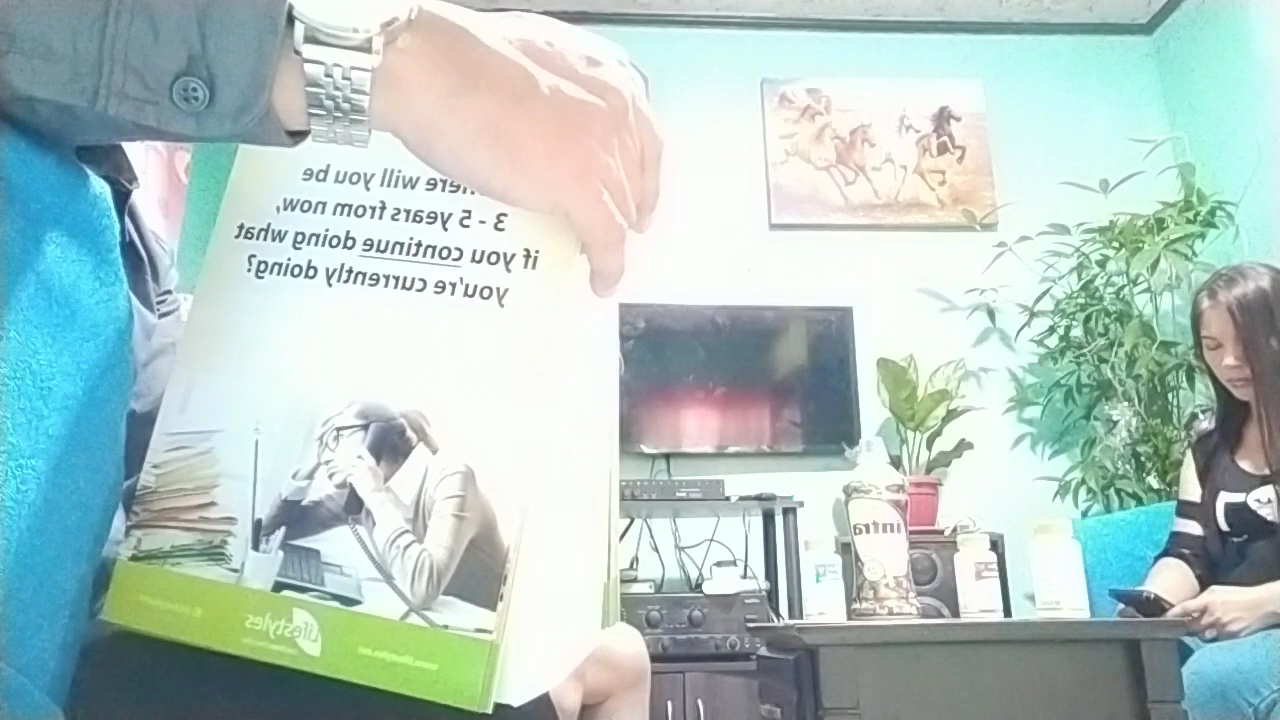 here will you be
3 - 5 years from now,
if you continue doing what
you're currently doing?
Lifestyles
intra